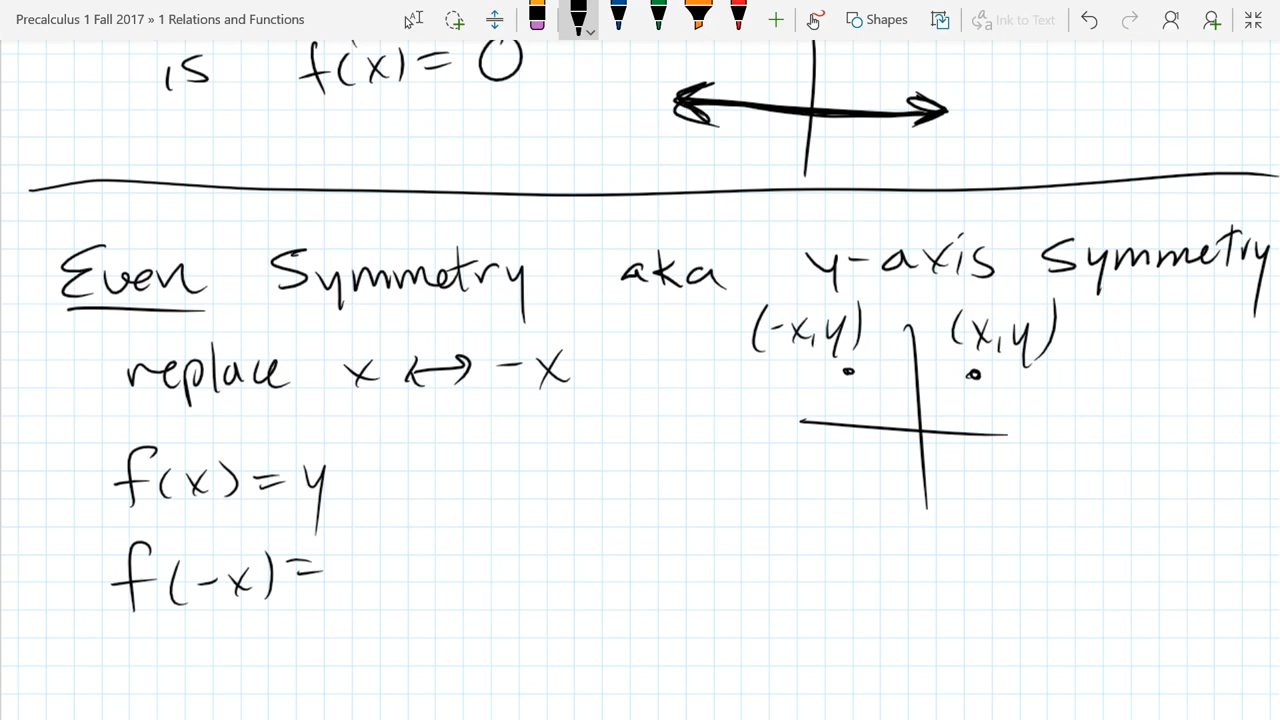 Precalculus 1 Fall 2017 » 1 Relations and Functions
Shapes
Link to Text
is f(x) = 0
Even Symmetry aka y-axis Symmetry
(-x,y) (x,y)
replace x ↔ -x
f(x) = y
f(-x) =